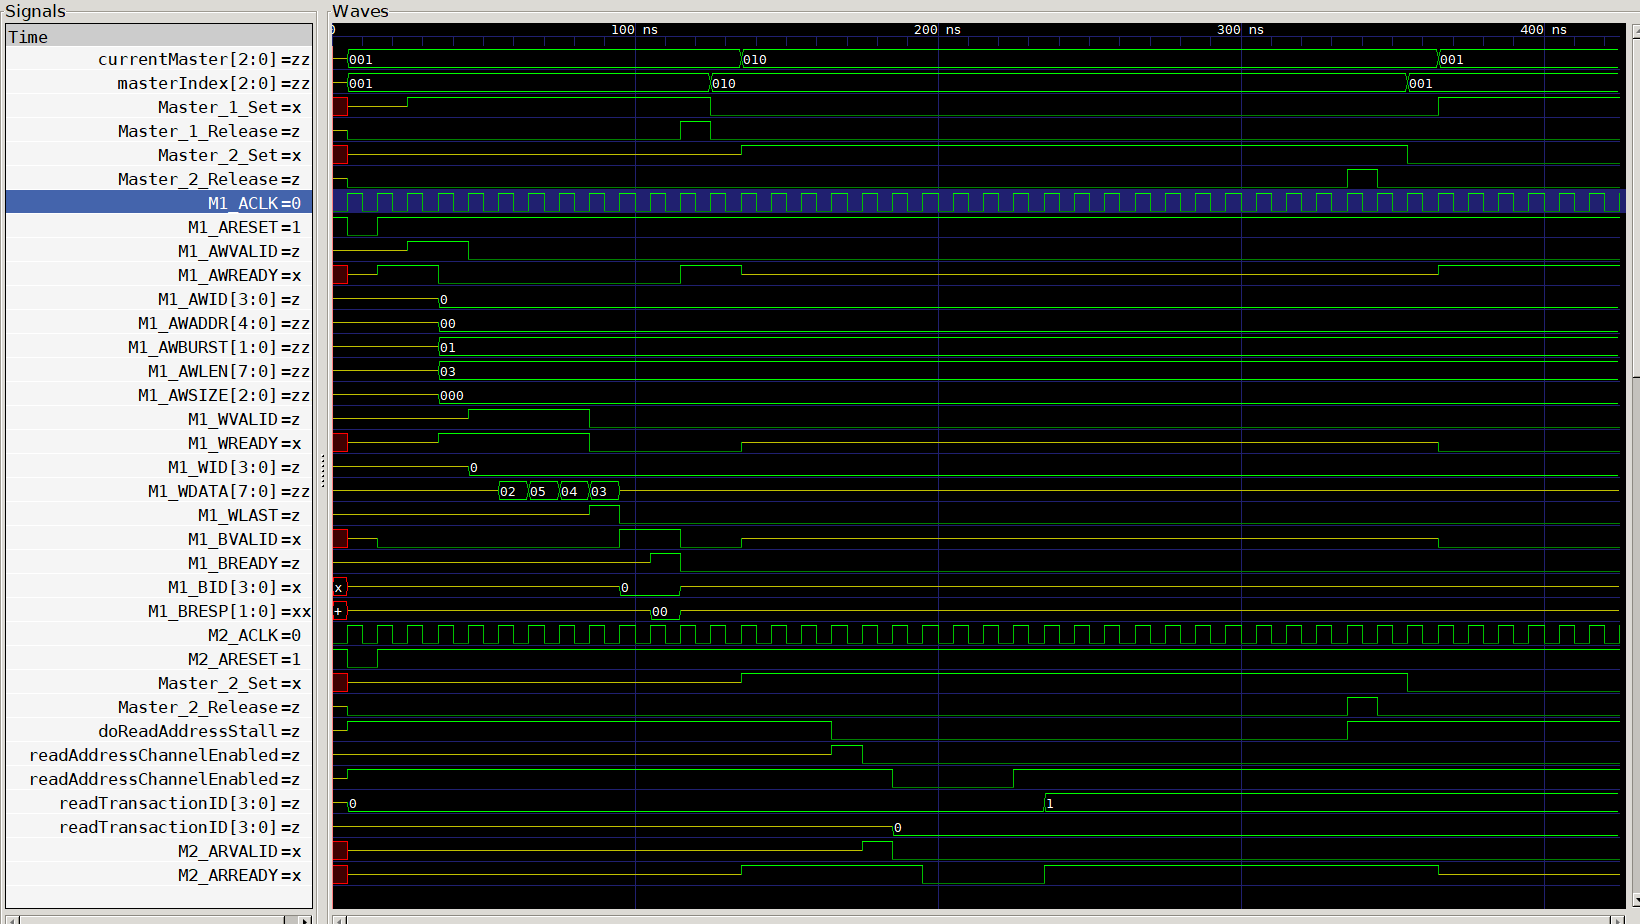 Signals Waves
Time 0 100 ns 200 ns 300 ns 400 ns
currentMaster[2:0]=zz 001 010 001
masterIndex[2:0]=zz 001 010 001
Master_1_Set=x
Master_1_Release=z
Master_2_Set=x
Master_2_Release=z
M1_ACLK=0
M1_ARESET=1
M1_AWVALID=z
M1_AWREADY=x
M1_AWID[3:0]=z 0
M1_AWADDR[4:0]=zz 00
M1_AWBURST[1:0]=zz 01
M1_AWLEN[7:0]=zz 03
M1_AWSIZE[2:0]=zz 000
M1_WVALID=z
M1_WREADY=x
M1_WID[3:0]=z 0
M1_WDATA[7:0]=zz 02 05 04 03
M1_WLAST=z
M1_BVALID=x
M1_BREADY=z
M1_BID[3:0]=x x 0
M1_BRESP[1:0]=xx + 00
M2_ACLK=0
M2_ARESET=1
Master_2_Set=x
Master_2_Release=z
doReadAddressStall=z
readAddressChannelEnabled=z
readAddressChannelEnabled=z
readTransactionID[3:0]=z 0 1
readTransactionID[3:0]=z 0
M2_ARVALID=x
M2_ARREADY=x